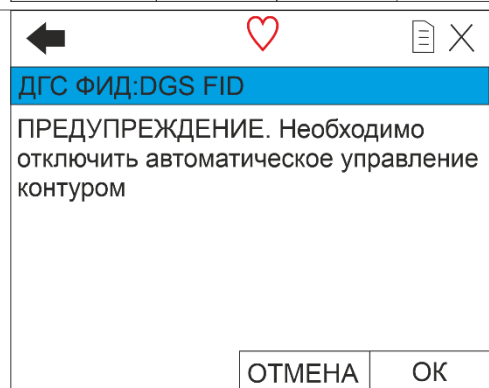 ДГС ФИД:DGS FID
ПРЕДУПРЕЖДЕНИЕ. Необходимо
отключить автоматическое управление
контуром
ОТМЕНА
ОК